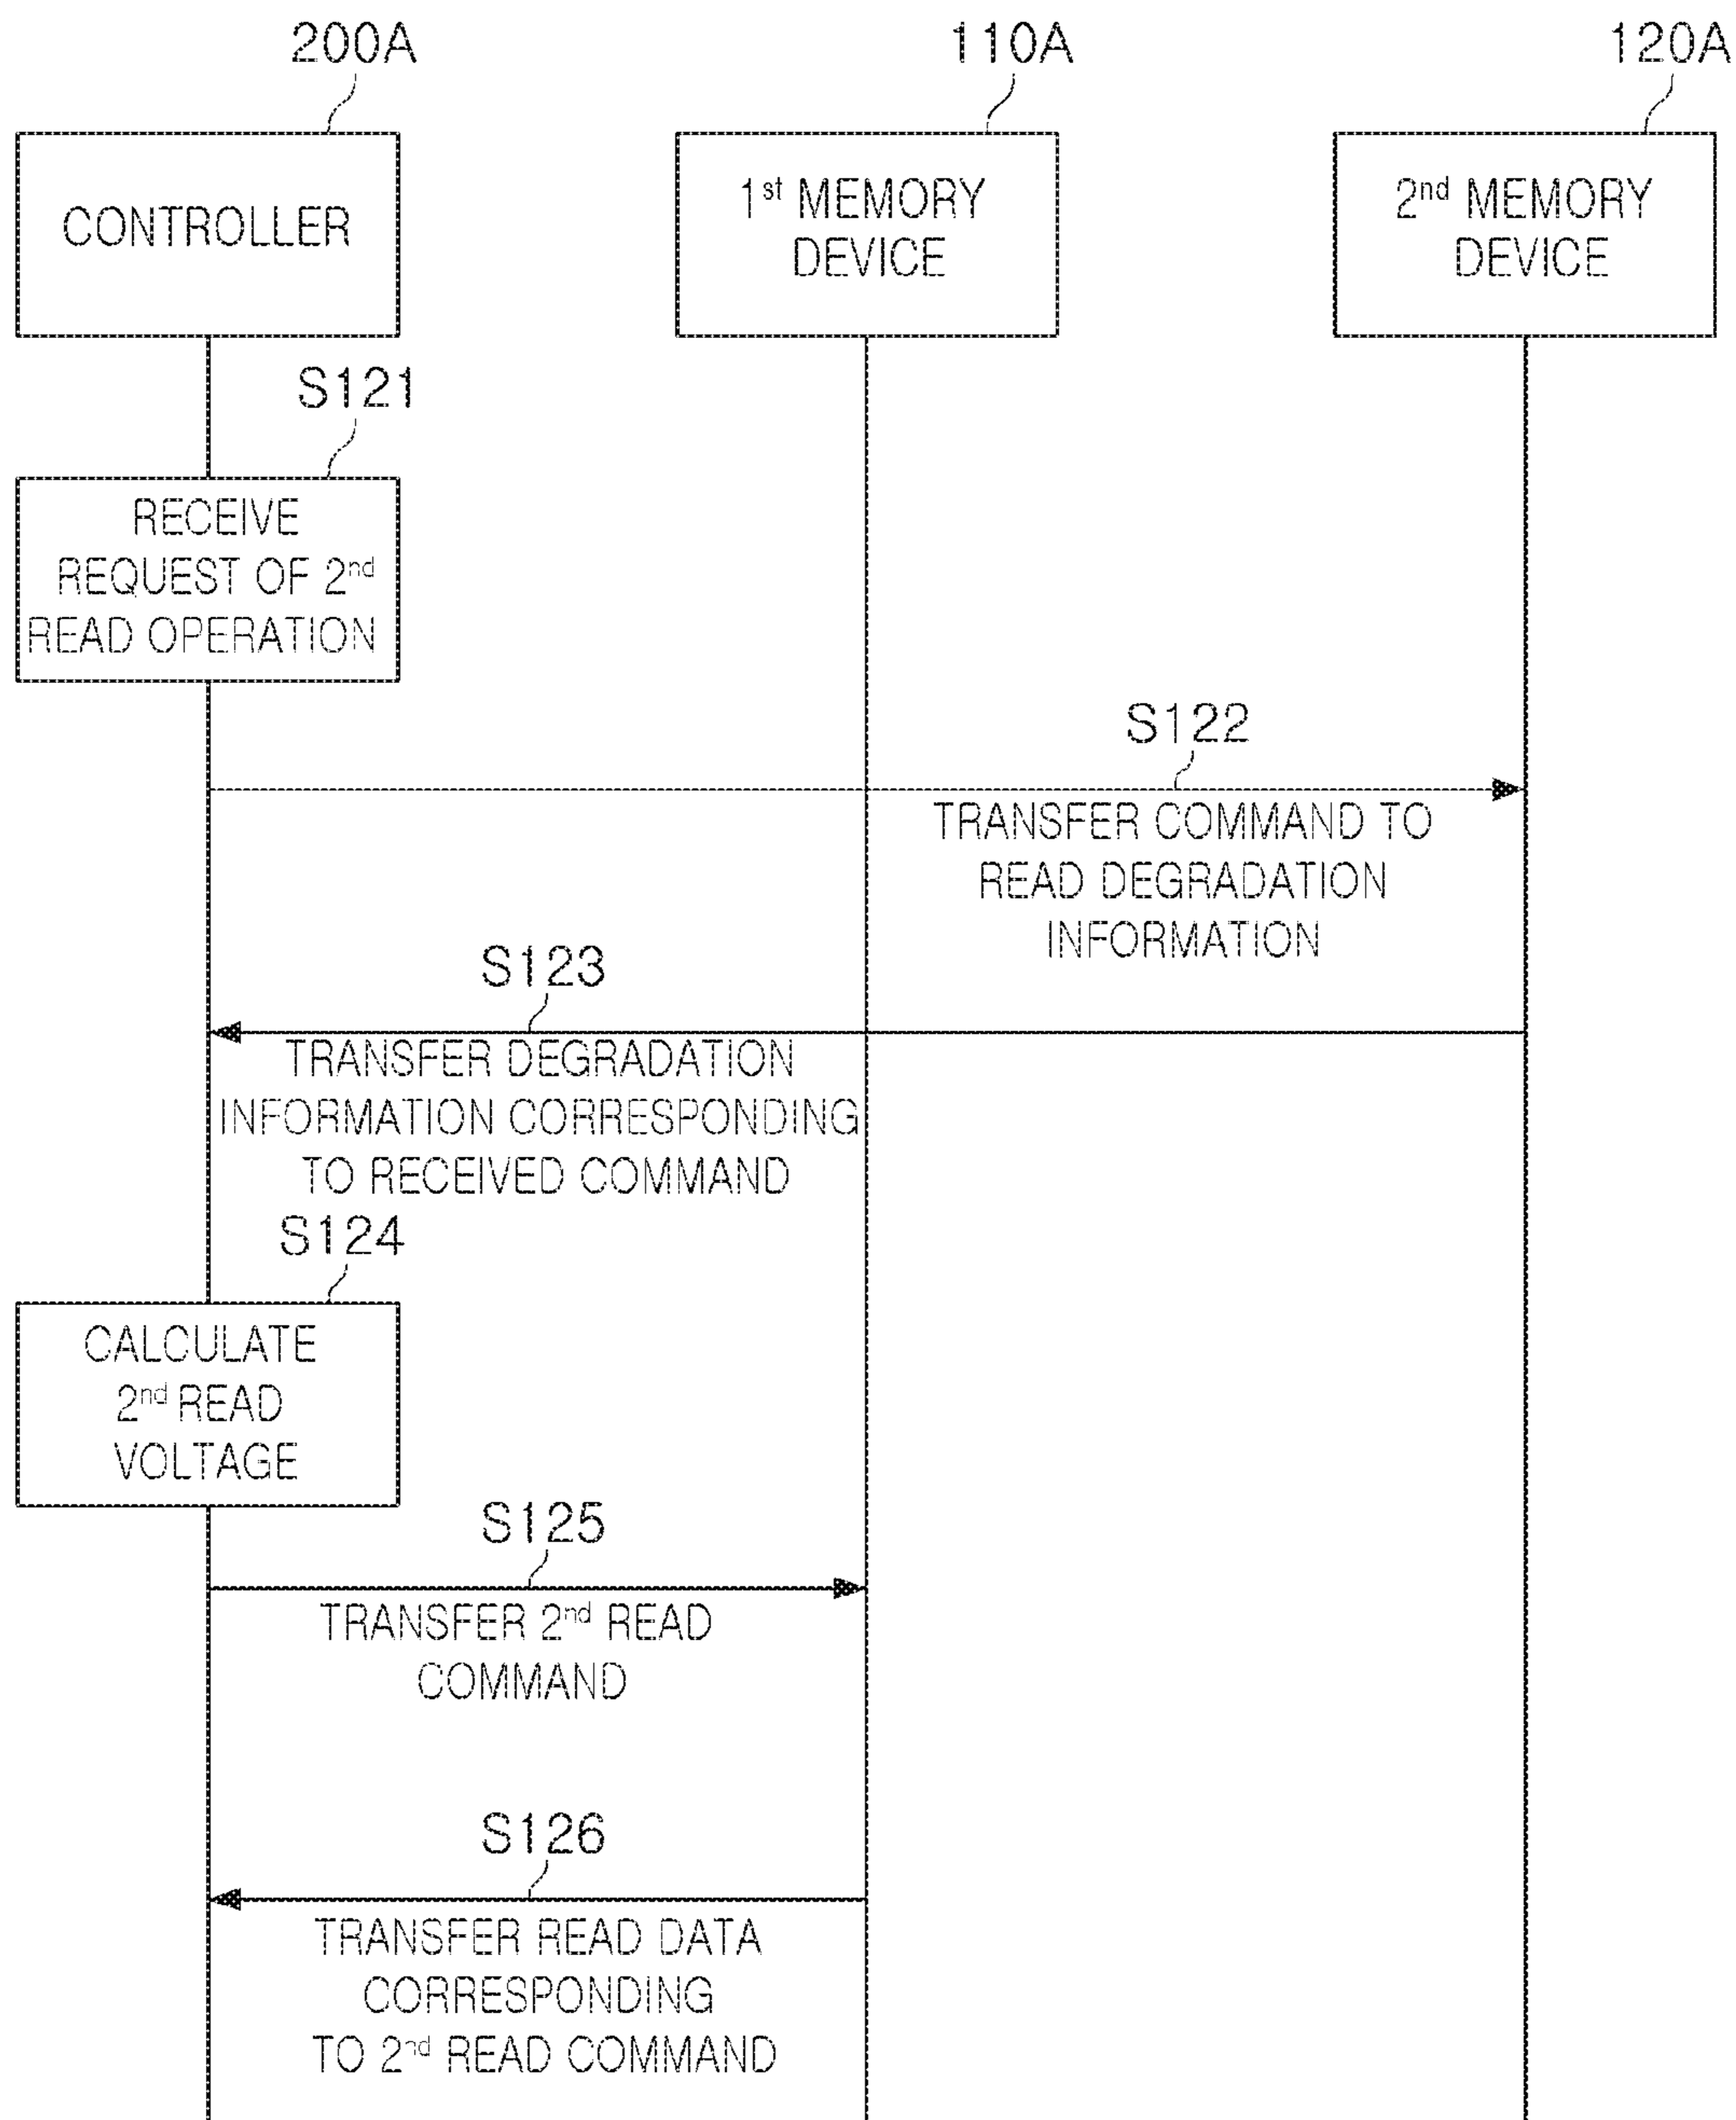 200A
110A
120A
CONTROLLER
1st MEMORY
DEVICE
2nd MEMORY
DEVICE
S121
RECEIVE
REQUEST OF 2nd
READ OPERATION
S122
TRANSFER COMMAND TO
READ DEGRADATION
INFORMATION
S123
TRANSFER DEGRADATION
INFORMATION CORRESPONDING
TO RECEIVED COMMAND
S124
CALCULATE
2nd READ
VOLTAGE
S125
TRANSFER 2nd READ
COMMAND
S126
TRANSFER READ DATA
CORRESPONDING
TO 2nd READ COMMAND